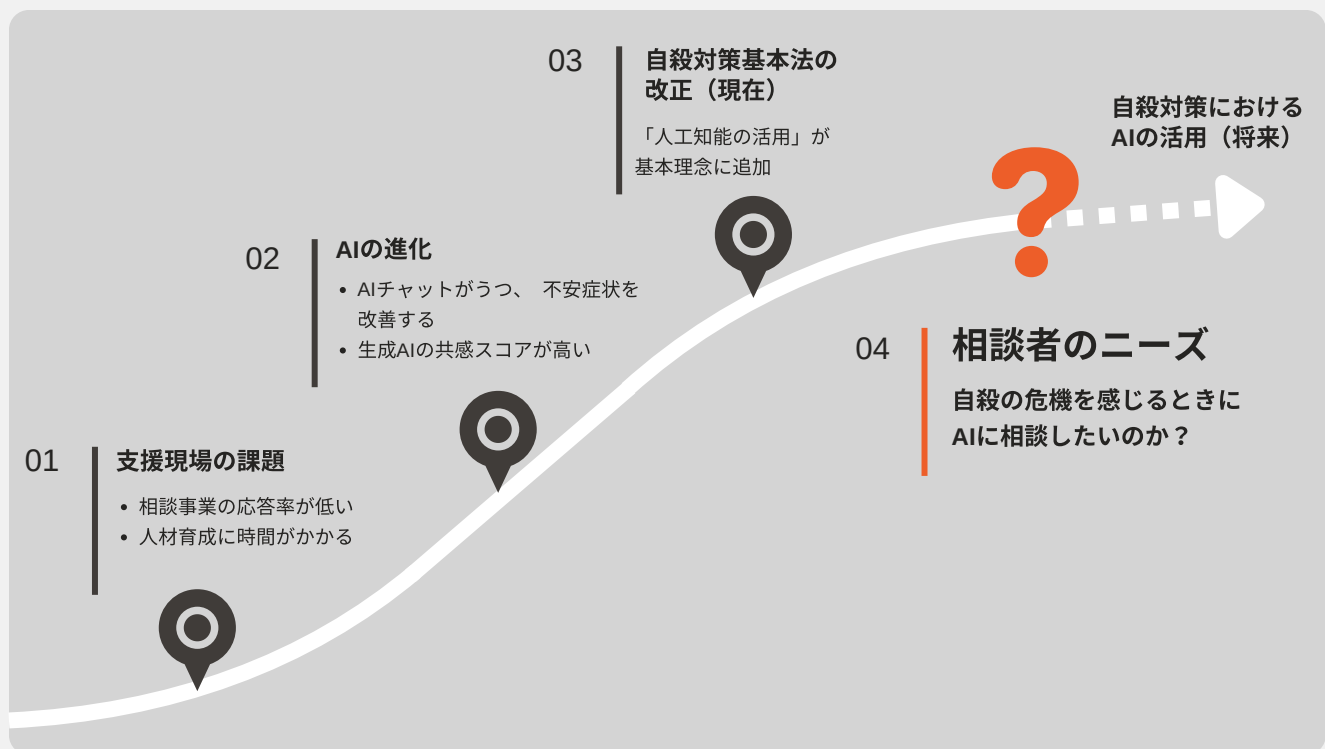 03
自殺対策基本法の
改正（現在）
「人工知能の活用」が
基本理念に追加
自殺対策における
AIの活用（将来）
?
02
AIの進化
• AIチャットがうつ、 不安症状を
改善する
• 生成AIの共感スコアが高い
04
相談者のニーズ
自殺の危機を感じるときに
AIに相談したいのか？
01
支援現場の課題
• 相談事業の応答率が低い
• 人材育成に時間がかかる